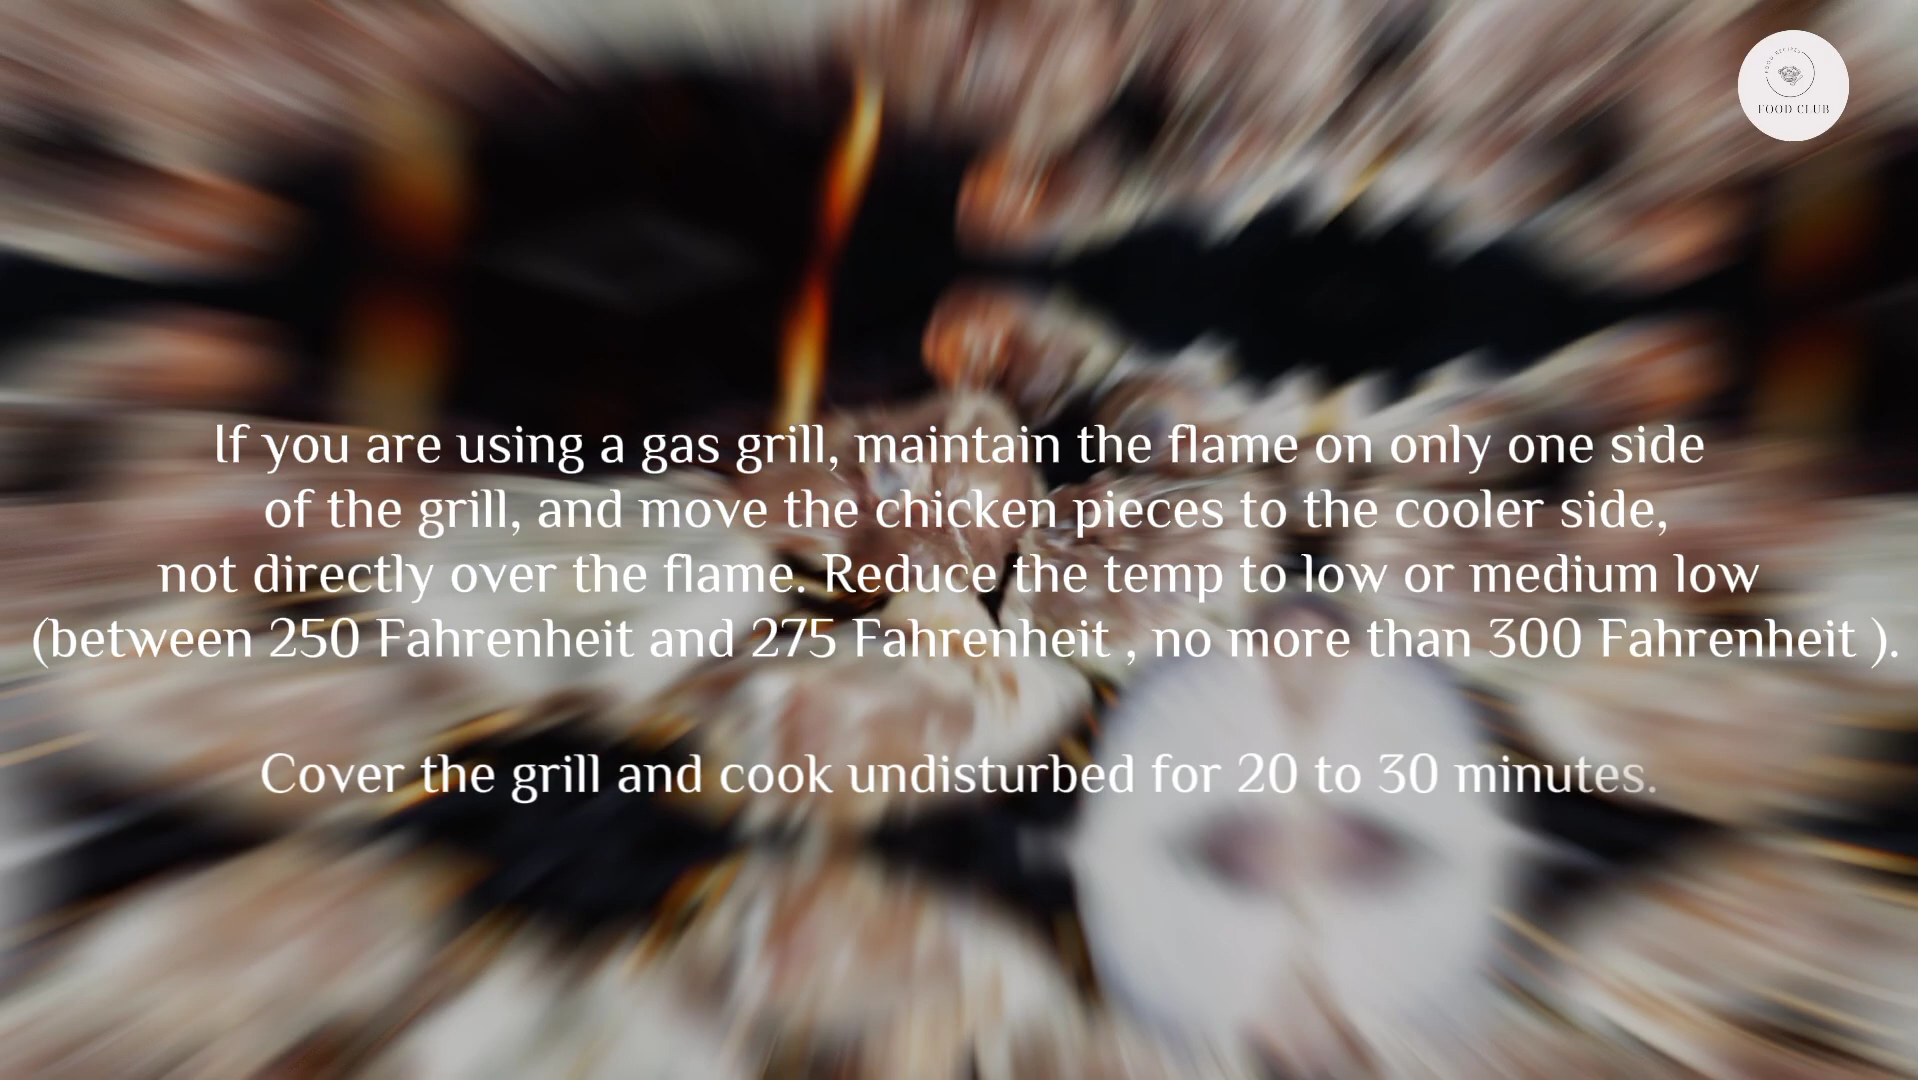 FOOD RECIPES
FOOD CLUB
If you are using a gas grill, maintain the flame on only one side
of the grill, and move the chicken pieces to the cooler side,
not directly over the flame. Reduce the temp to low or medium low
(between 250 Fahrenheit and 275 Fahrenheit , no more than 300 Fahrenheit ).
Cover the grill and cook undisturbed for 20 to 30 minutes.